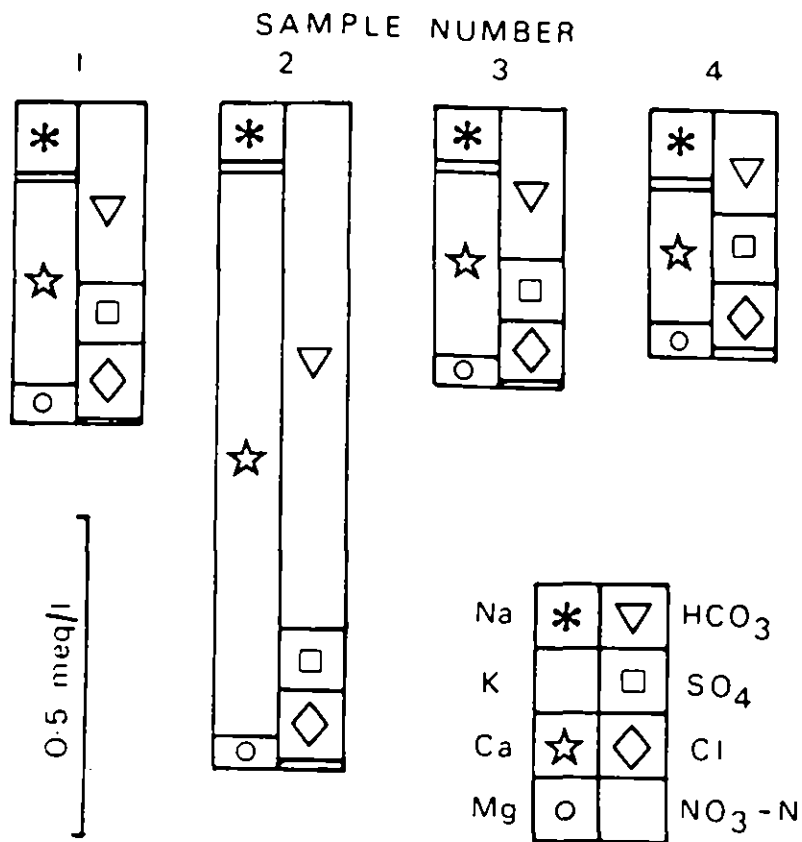 SAMPLE NUMBER
1 2 3 4
0·5 meq/l
Na HCO3
K SO4
Ca Cl
Mg NO3-N